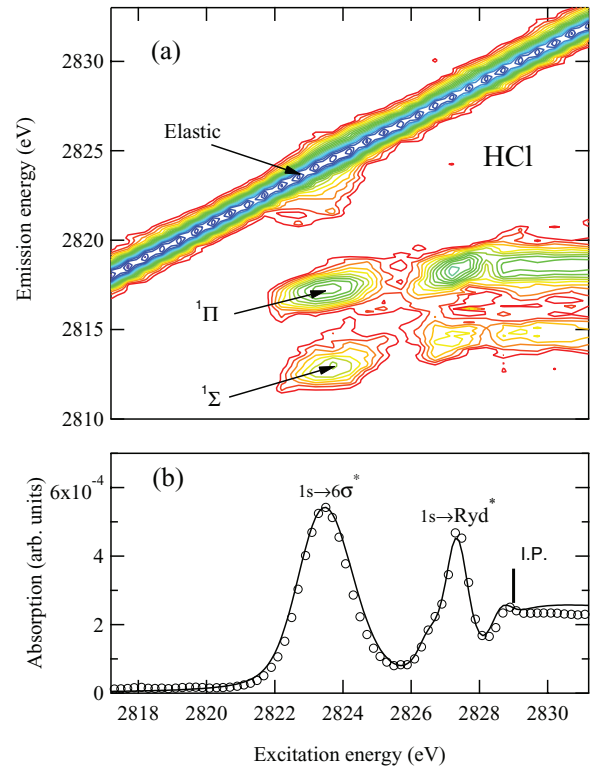 (a)
2830
Elastic
HCl
2825
2820
¹Π
2815
¹Σ
2810
Emission energy (eV)
(b)
1s→6σ*
6x10⁻⁴
1s→Ryd*
I.P.
4
2
0
Absorption (arb. units)
2818 2820 2822 2824 2826 2828 2830
Excitation energy (eV)